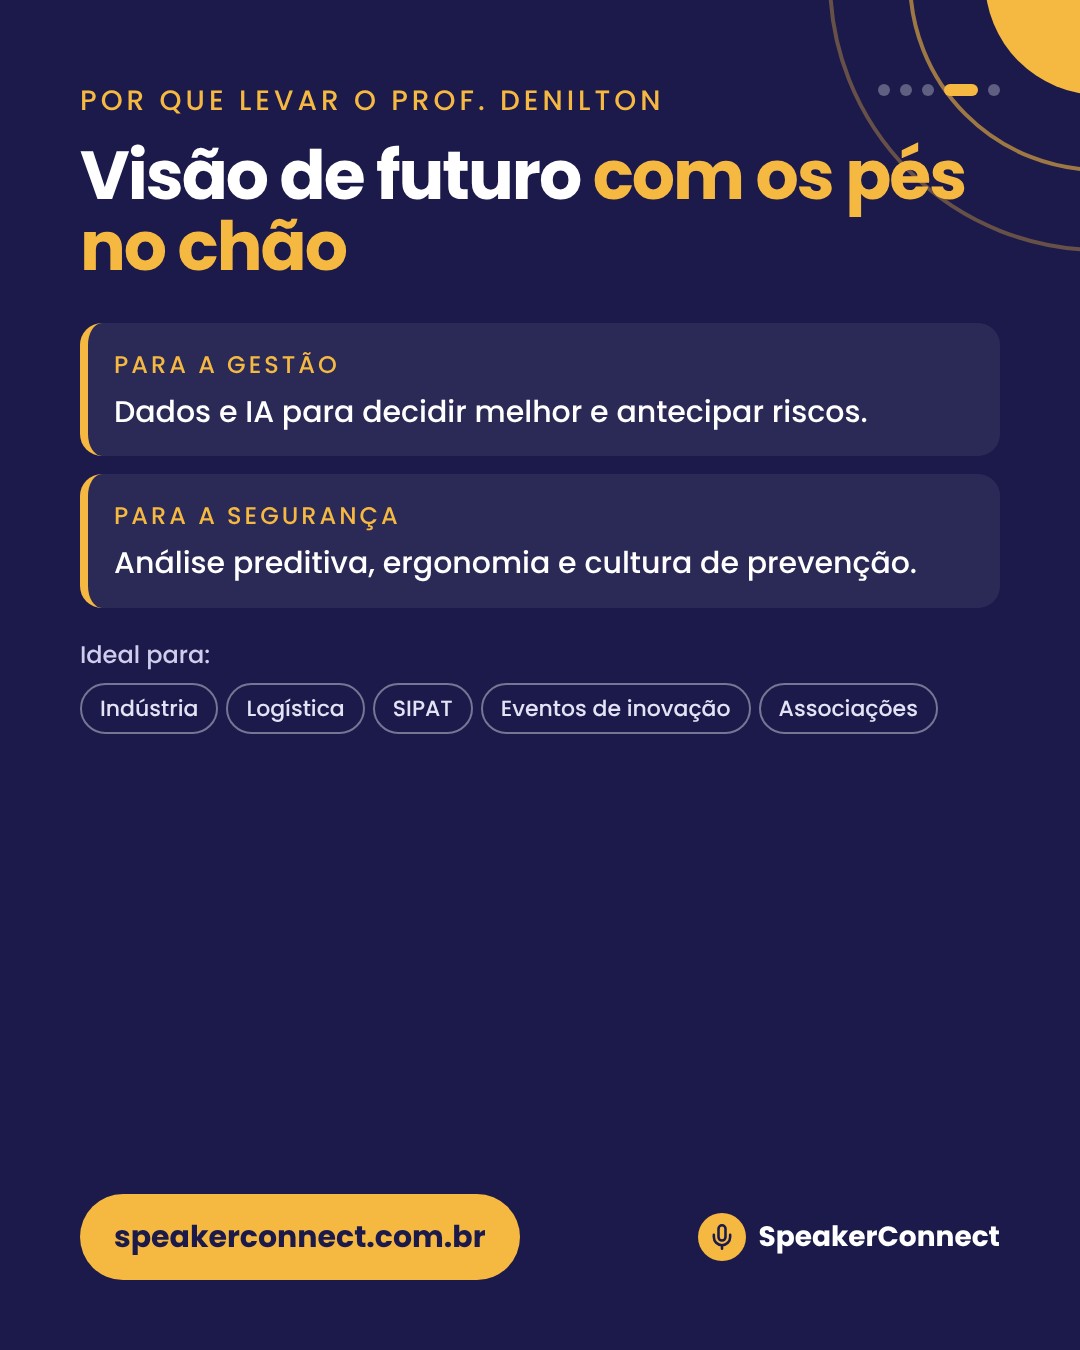 POR QUE LEVAR O PROF. DENILTON
Visão de futuro com os pés
no chão
PARA A GESTÃO
Dados e IA para decidir melhor e antecipar riscos.
PARA A SEGURANÇA
Análise preditiva, ergonomia e cultura de prevenção.
Ideal para:
Indústria Logística SIPAT Eventos de inovação Associações
speakerconnect.com.br SpeakerConnect